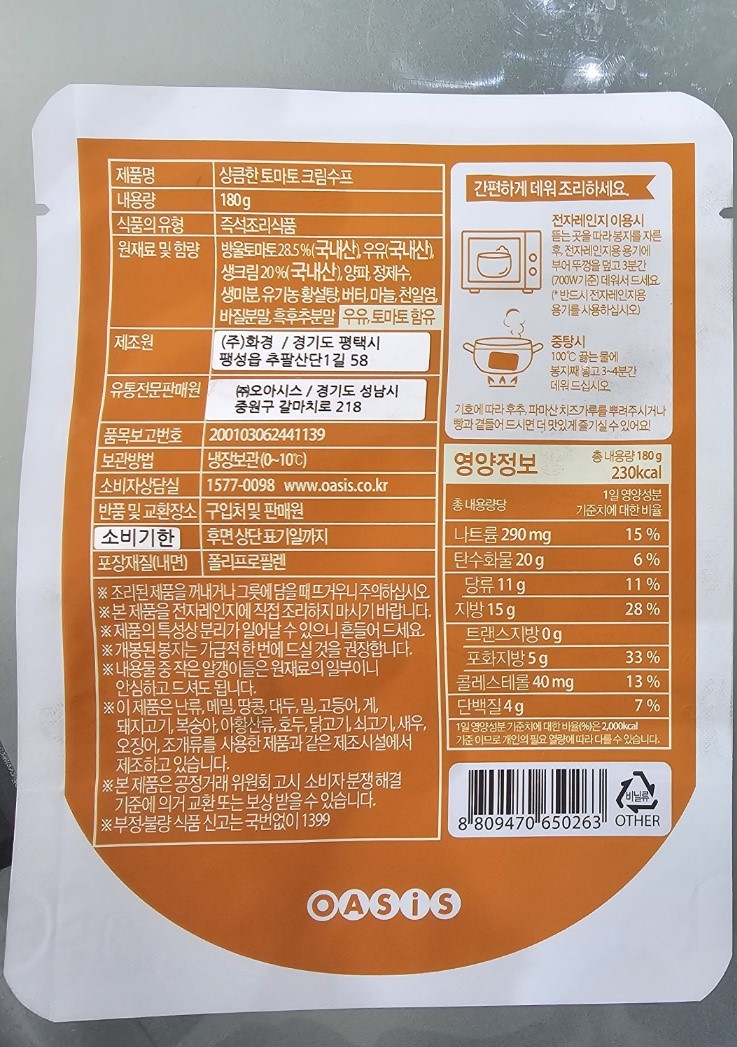 제품명 상큼한 토마토 크림수프
내용량 180g
식품의 유형 즉석조리식품
원재료 및 함량 방울토마토28.5%(국내산), 우유(국내산),
생크림 20%(국내산), 양파, 정제수,
쌀미분, 유기농 황설탕, 버터, 마늘, 천일염,
바질분말, 흑후추분말 우유, 토마토 함유
제조원 (주)화경 / 경기도 평택시
팽성읍 추팔산단1길 58
유통전문판매원 ㈜오아시스 / 경기도 성남시
중원구 갈마치로 218
품목보고번호 200103062441139
보관방법 냉장보관(0~10℃)
소비자상담실 1577-0098 www.oasis.co.kr
반품 및 교환장소 구입처 및 판매원
소비기한 후면 상단 표기일까지
포장재질(내면) 폴리프로필렌
※ 조리된 제품을 꺼내거나 그릇에 담을 때 뜨거우니 주의하십시오.
※ 본 제품을 전자레인지에 직접 조리하지 마시기 바랍니다.
※ 제품의 특성상 분리가 일어날 수 있으니 흔들어 드세요.
※ 개봉된 봉지는 가급적 한 번에 드실 것을 권장합니다.
※ 내용물 중 작은 알갱이들은 원재료의 일부이니
안심하고 드셔도 됩니다.
※ 이 제품은 난류, 메밀, 땅콩, 대두, 밀, 고등어, 게,
돼지고기, 복숭아, 아황산류, 호두, 닭고기, 쇠고기, 새우,
오징어, 조개류를 사용한 제품과 같은 제조시설에서
제조하고 있습니다.
※ 본 제품은 공정거래 위원회 고시 소비자 분쟁 해결
기준에 의거 교환 또는 보상 받을 수 있습니다.
※ 부정·불량 식품 신고는 국번없이 1399
간편하게 데워 조리하세요.
전자레인지 이용시
뜯는 곳을 따라 봉지를 자른
후, 전자레인지용 용기에
부어 뚜껑을 덮고 3분간
(700W 기준) 데워서 드세요.
(* 반드시 전자레인지용
용기를 사용하십시오)
중탕시
100℃ 끓는 물에
봉지째 넣고 3~4분간
데워 드십시오.
기호에 따라 후추, 파마산 치즈가루를 뿌려주시거나
빵과 곁들어 드시면 더 맛있게 즐기실 수 있어요!
영양정보 총 내용량 180 g
230kcal
총 내용량당 1일 영양성분
기준치에 대한 비율
나트륨 290 mg 15 %
탄수화물 20 g 6 %
당류 11 g 11 %
지방 15 g 28 %
트랜스지방 0 g
포화지방 5 g 33 %
콜레스테롤 40 mg 13 %
단백질 4 g 7 %
1일 영양성분 기준치에 대한 비율(%)은 2,000kcal
기준 이므로 개인의 필요 열량에 따라 다를 수 있습니다.
8 809470 650263
비닐류
OTHER
OASIS